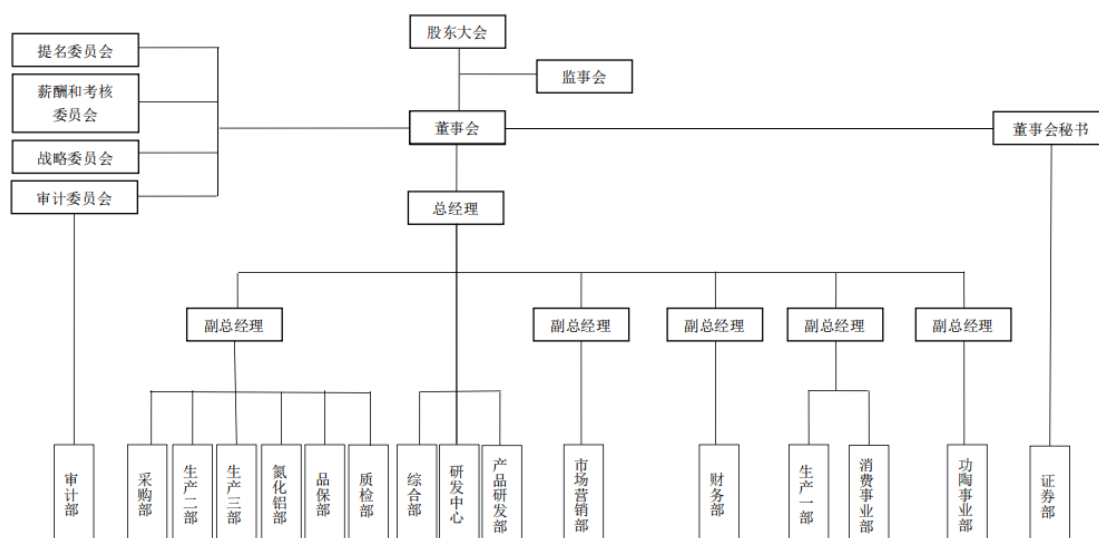 股东大会
提名委员会
监事会
薪酬和考核
委员会
董事会
董事会秘书
战略委员会
审计委员会
总经理
副总经理
副总经理
副总经理
副总经理
副总经理
审计部
采购部
生产二部
生产三部
氮化铝部
品保部
质检部
综合部
研发中心
产品研发部
市场营销部
财务部
生产一部
消费事业部
功陶事业部
证券部